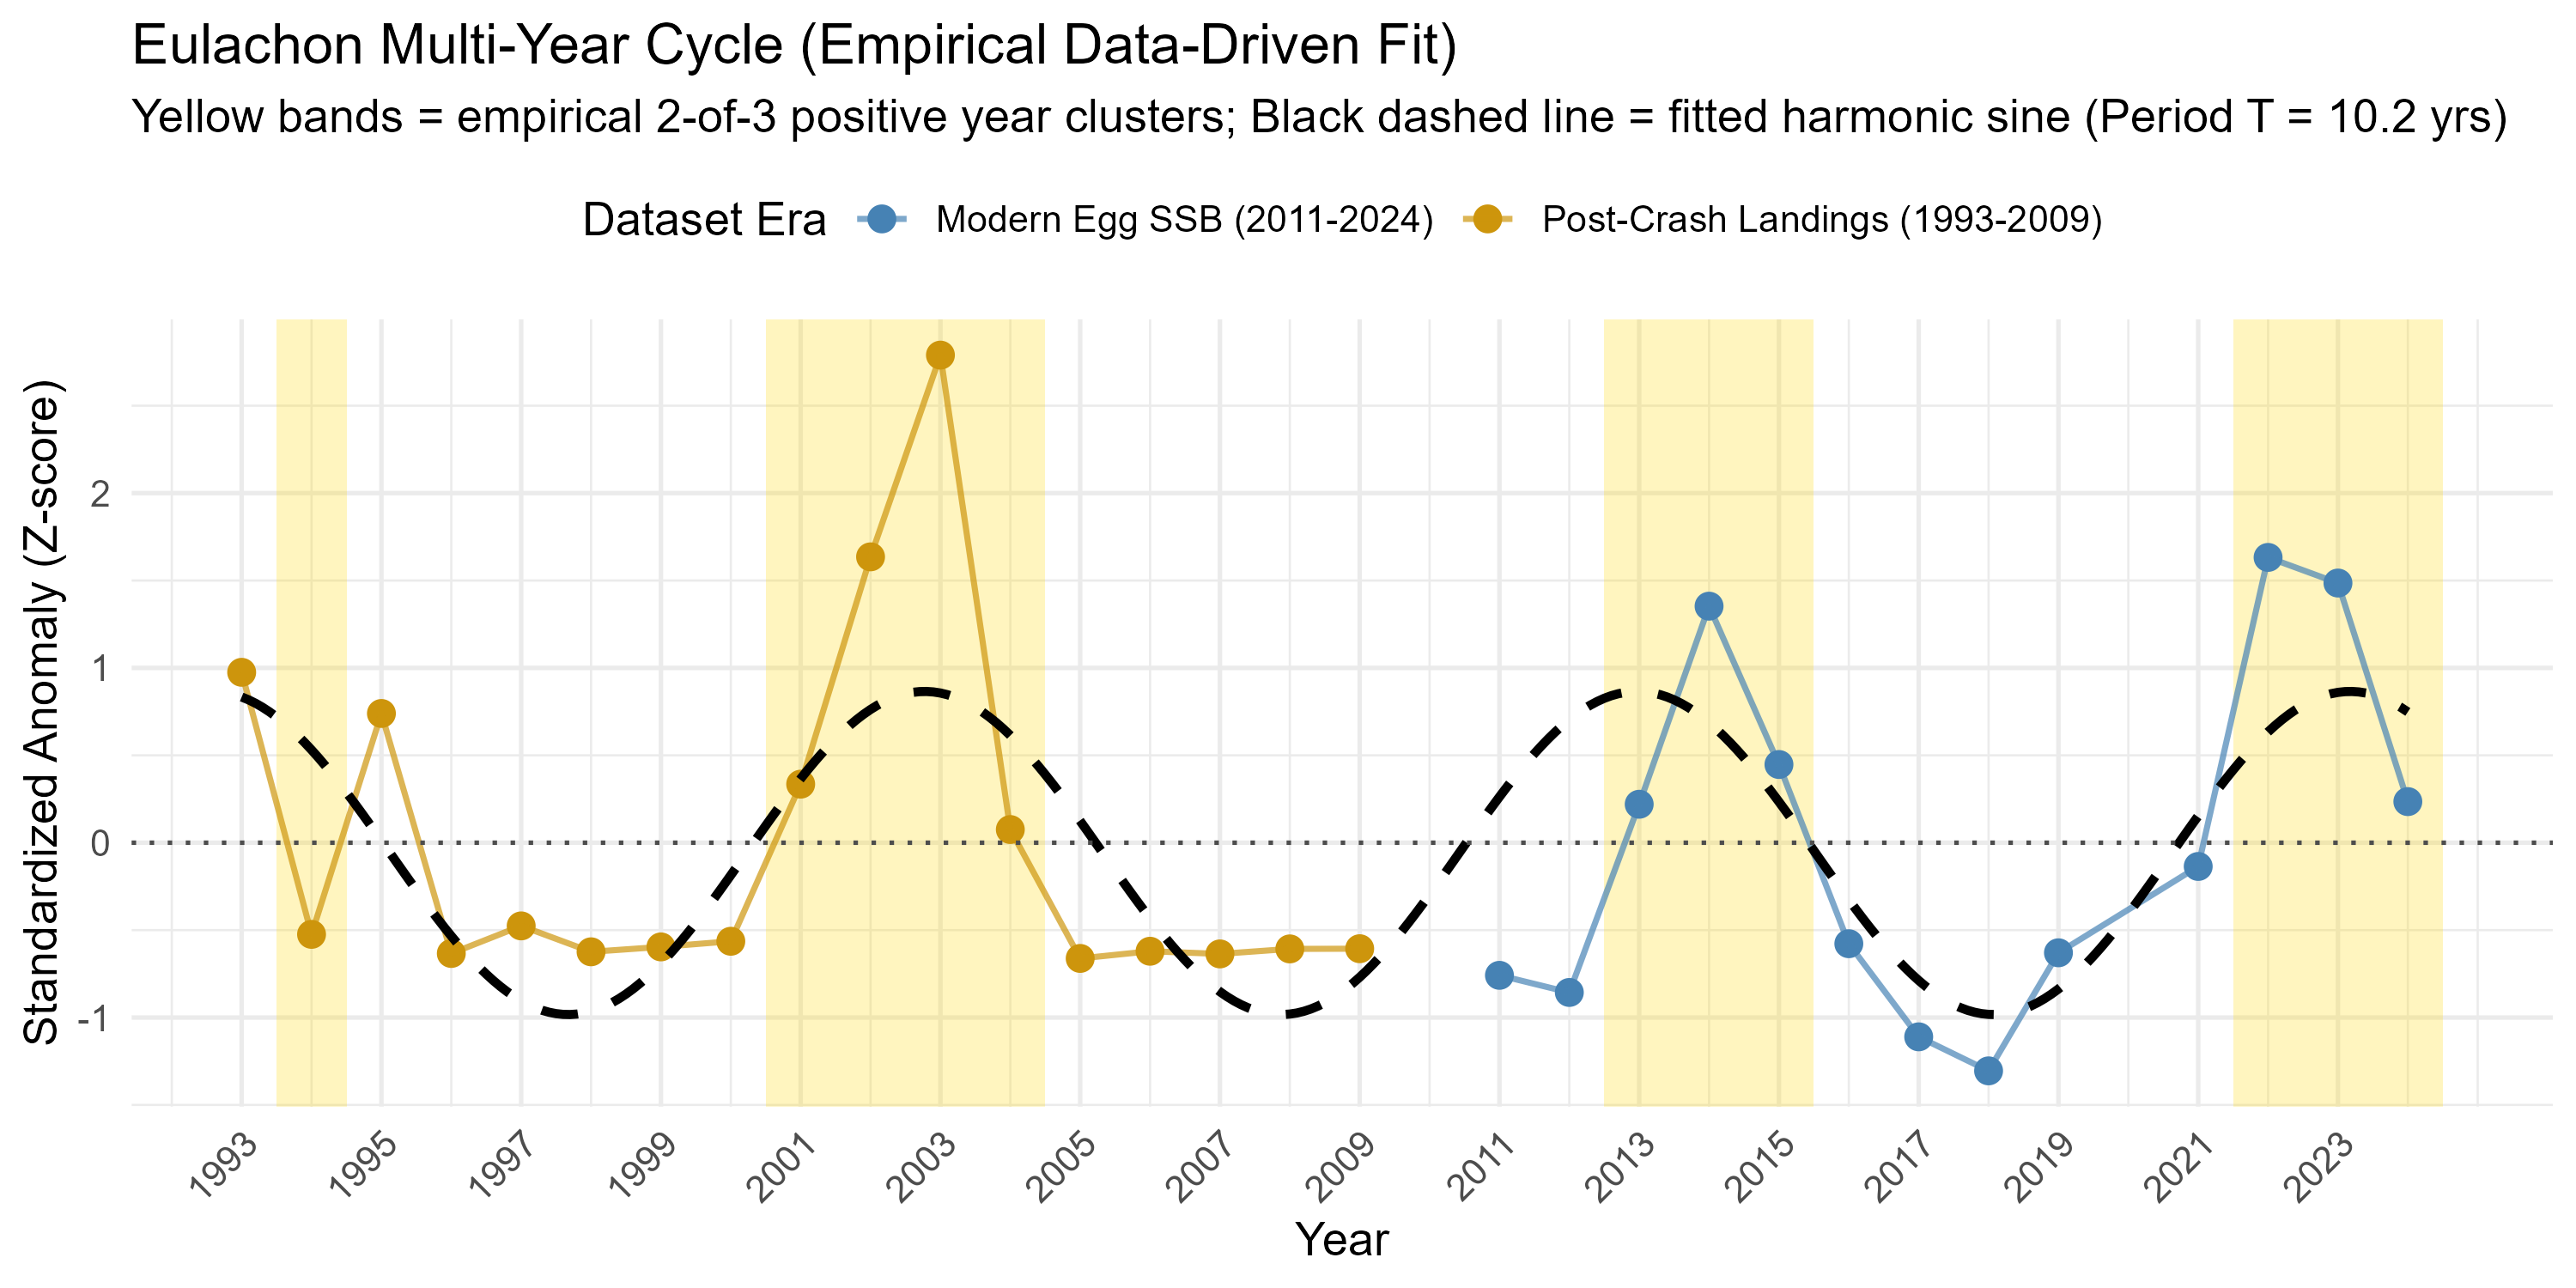 Eulachon Multi-Year Cycle (Empirical Data-Driven Fit)
Yellow bands = empirical 2-of-3 positive year clusters; Black dashed line = fitted harmonic sine (Period T = 10.2 yrs)
Dataset Era Modern Egg SSB (2011-2024) Post-Crash Landings (1993-2009)
Standardized Anomaly (Z-score)
2
1
0
-1
1993 1995 1997 1999 2001 2003 2005 2007 2009 2011 2013 2015 2017 2019 2021 2023
Year